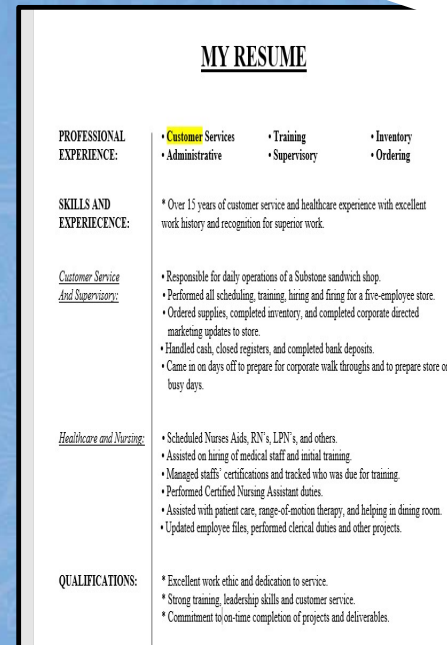 MY RESUME
PROFESSIONAL EXPERIENCE:
• Customer Services • Training • Inventory
• Administrative • Supervisory • Ordering
SKILLS AND EXPERIECENCE:
* Over 15 years of customer service and healthcare experience with excellent
work history and recognition for superior work.
Customer Service
And Supervisory:
• Responsible for daily operations of a Substone sandwich shop.
• Performed all scheduling, training, hiring and firing for a five-employee store.
• Ordered supplies, completed inventory, and completed corporate directed
marketing updates to store.
• Handled cash, closed registers, and completed bank deposits.
• Came in on days off to prepare for corporate walk throughs and to prepare store on
busy days.
Healthcare and Nursing:
• Scheduled Nurses Aids, RN's, LPN's, and others.
• Assisted on hiring of medical staff and initial training.
• Managed staffs' certifications and tracked who was due for training.
• Performed Certified Nursing Assistant duties.
• Assisted with patient care, range-of-motion therapy, and helping in dining room.
• Updated employee files, performed clerical duties and other projects.
QUALIFICATIONS:
* Excellent work ethic and dedication to service.
* Strong training, leadership skills and customer service.
* Commitment to on-time completion of projects and deliverables.